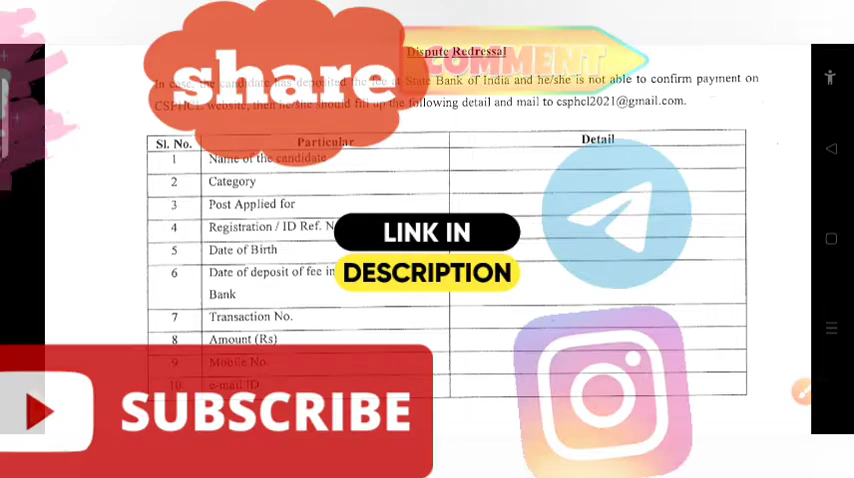 Dispute Redressal
share
COMMENT
In case, the candidate has deposited the fee at State Bank of India and he/she is not able to confirm payment on
CSPHCL website, then he/she should fill up the following detail and mail to csphcl2021@gmail.com.
Sl. No. Particular Detail
1 Name of the candidate
2 Category
3 Post Applied for
4 Registration / ID Ref. N
5 Date of Birth
6 Date of deposit of fee in
Bank
7 Transaction No.
8 Amount (Rs)
9 Mobile No.
10 e-mail ID
LINK IN
DESCRIPTION
SUBSCRIBE